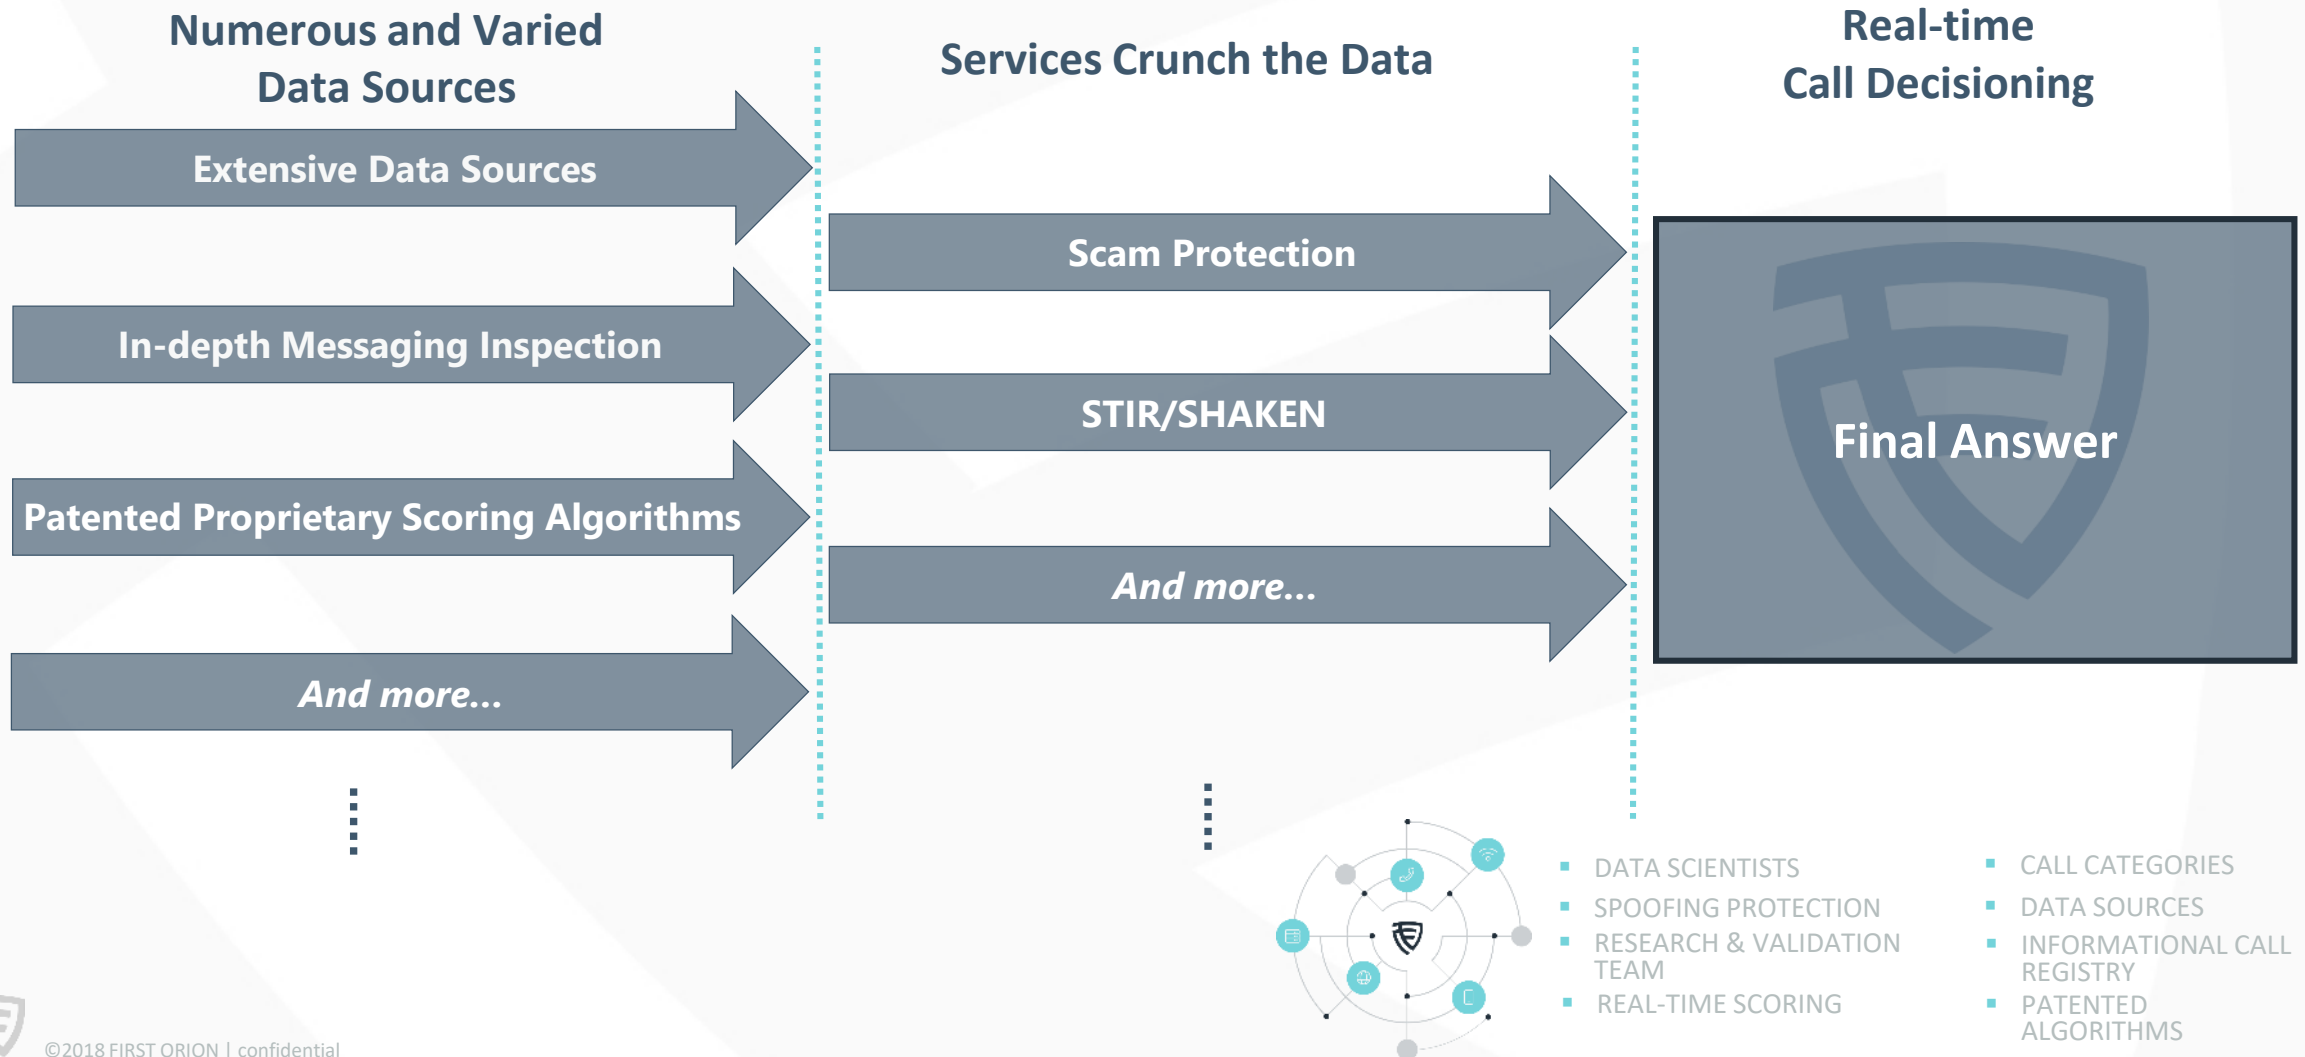 Numerous and Varied
Data Sources
Services Crunch the Data
Real-time
Call Decisioning
Extensive Data Sources
In-depth Messaging Inspection
Patented Proprietary Scoring Algorithms
And more...
Scam Protection
STIR/SHAKEN
And more...
Final Answer
DATA SCIENTISTS
SPOOFING PROTECTION
RESEARCH & VALIDATION
TEAM
REAL-TIME SCORING
CALL CATEGORIES
DATA SOURCES
INFORMATIONAL CALL
REGISTRY
PATENTED
ALGORITHMS
©2018 FIRST ORION | confidential